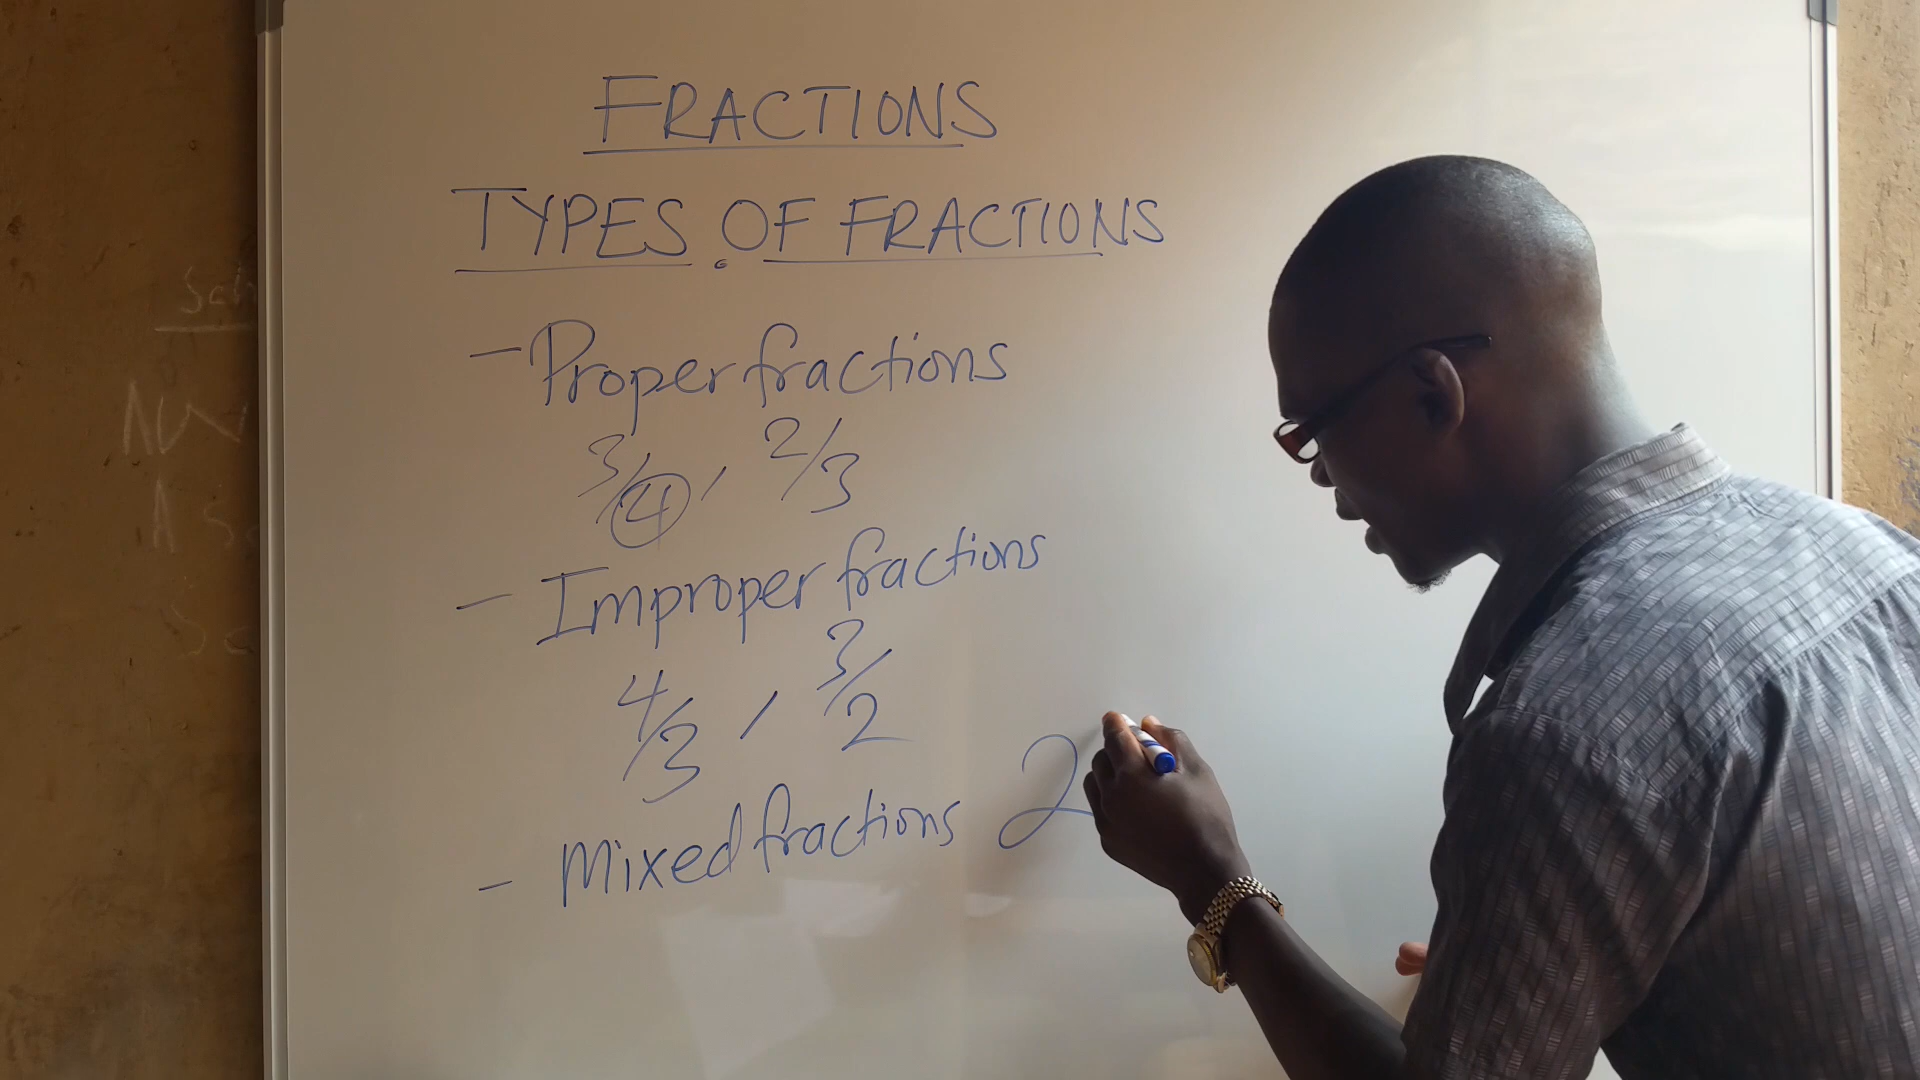 FRACTIONS
TYPES OF FRACTIONS
- Proper fractions
3/4, 2/3
- Improper fractions
4/3, 3/2
- Mixed fractions 2